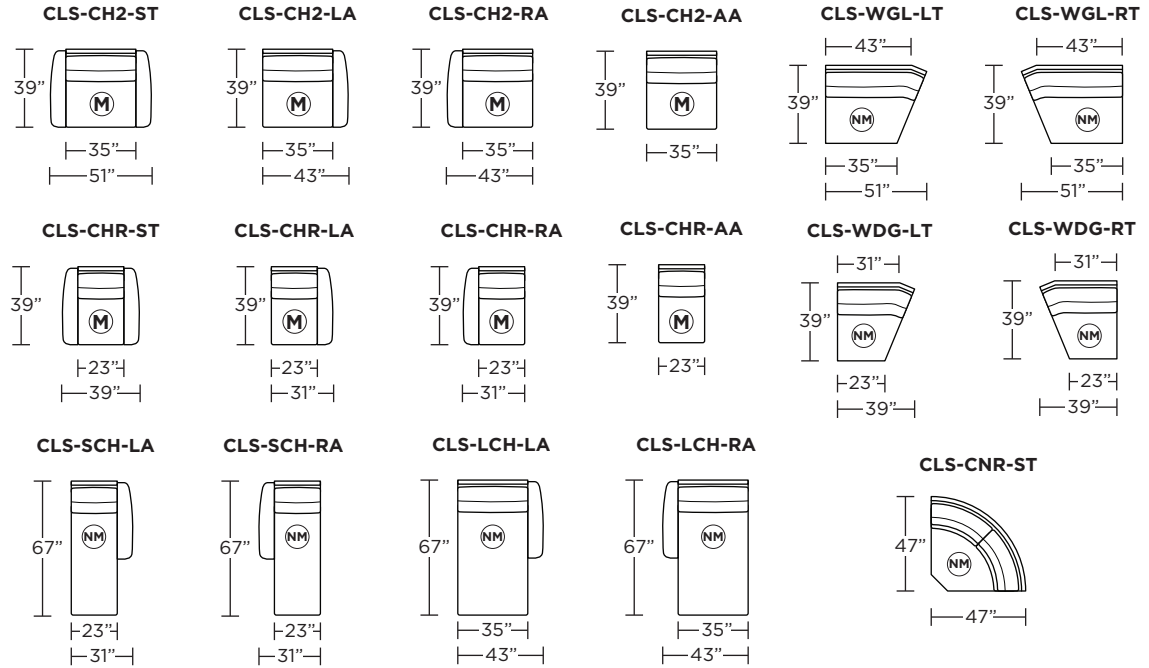 CLS-CH2-ST
39”
M
35”
51”
CLS-CH2-LA
39”
M
35”
43”
CLS-CH2-RA
39”
M
35”
43”
CLS-CH2-AA
39”
M
35”
CLS-WGL-LT
43”
39”
NM
35”
51”
CLS-WGL-RT
43”
39”
NM
35”
51”
CLS-CHR-ST
39”
M
23”
39”
CLS-CHR-LA
39”
M
23”
31”
CLS-CHR-RA
39”
M
23”
31”
CLS-CHR-AA
39”
M
23”
CLS-WDG-LT
31”
39”
NM
23”
39”
CLS-WDG-RT
31”
39”
NM
23”
39”
CLS-SCH-LA
67”
NM
23”
31”
CLS-SCH-RA
67”
NM
23”
31”
CLS-LCH-LA
67”
NM
35”
43”
CLS-LCH-RA
67”
NM
35”
43”
CLS-CNR-ST
47”
NM
47”